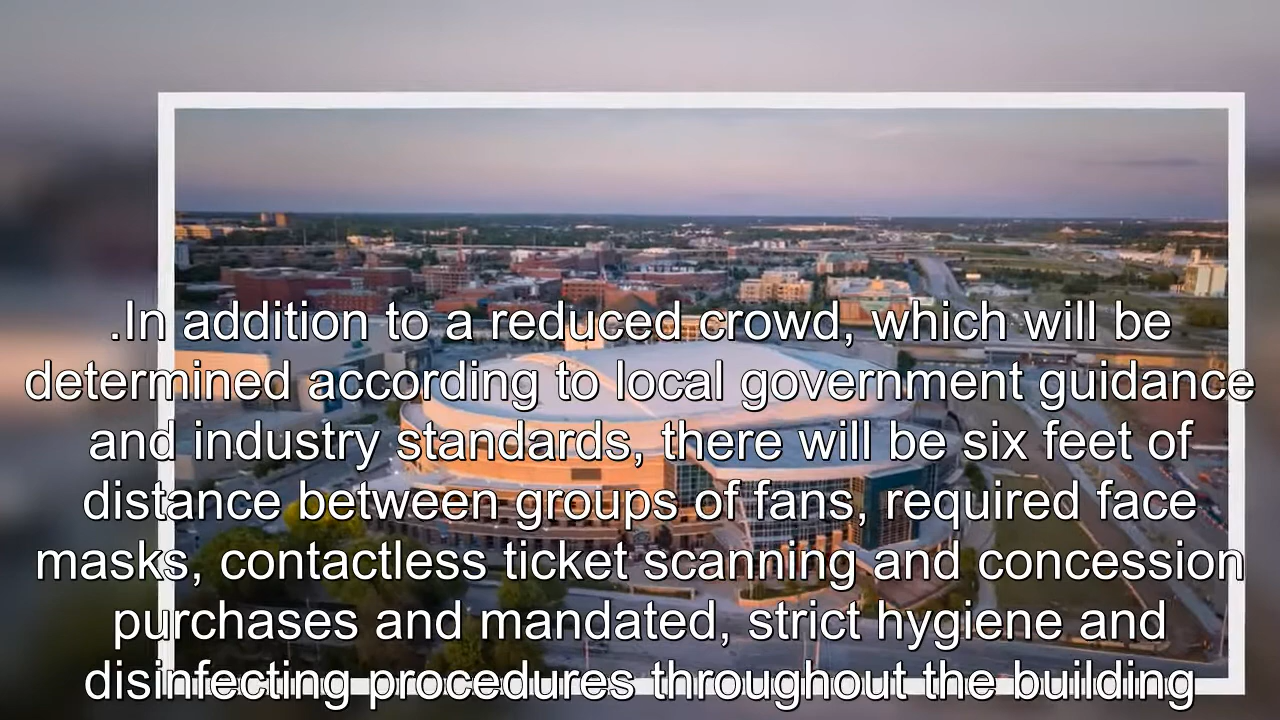 .In addition to a reduced crowd, which will be
determined according to local government guidance
and industry standards, there will be six feet of
distance between groups of fans, required face
masks, contactless ticket scanning and concession
purchases and mandated, strict hygiene and
disinfecting procedures throughout the building